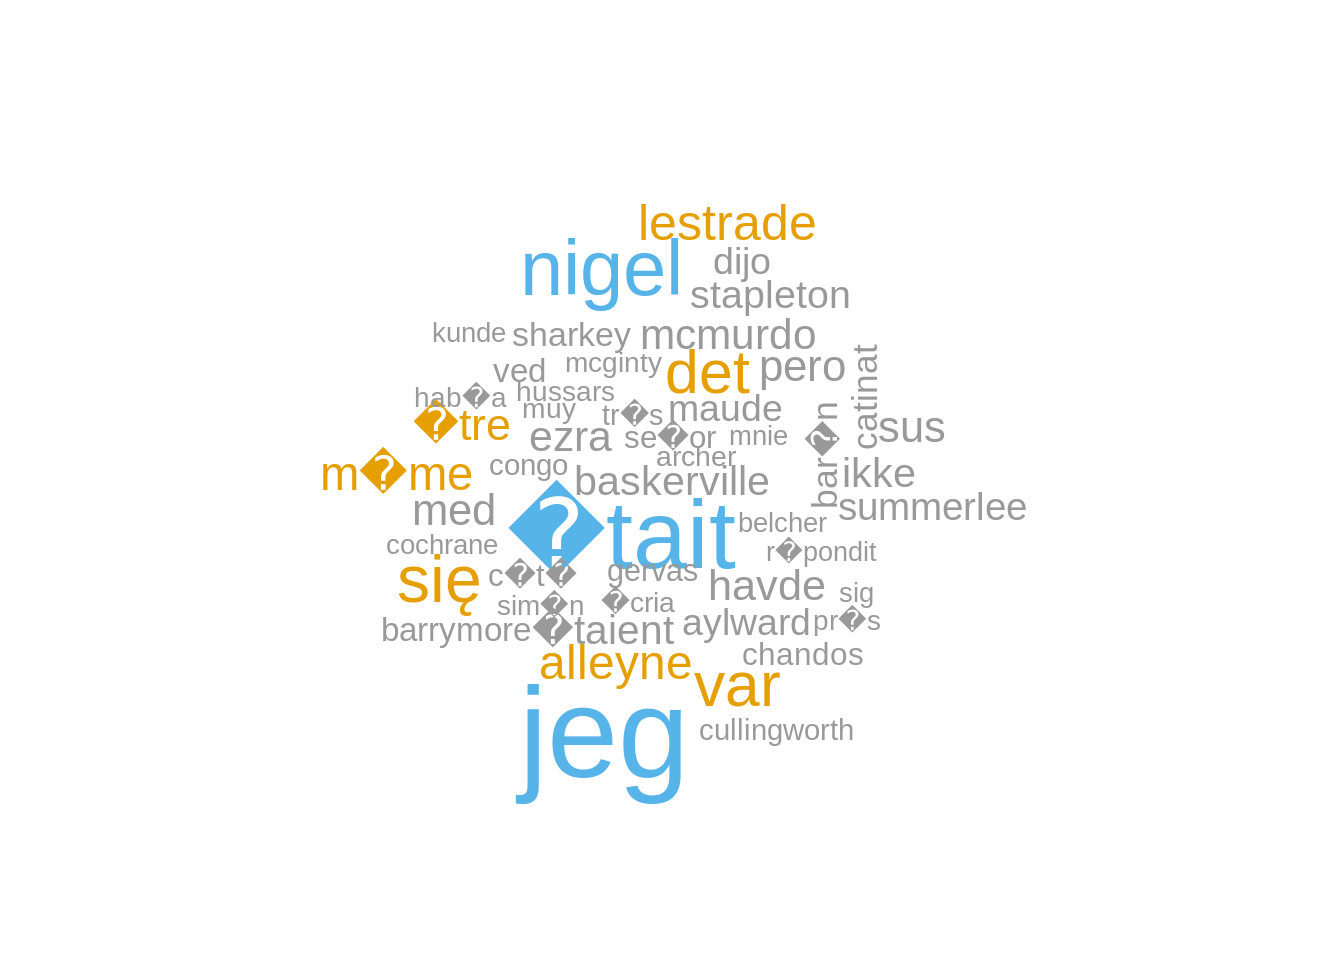 lestrade
nigel
dijo
stapleton
kunde
sharkey
mcmurdo
ved
mcginty
det
pero
catinat
hab�a
hussars
muy
tr�s
maude
�tre
ezra
se�or
mnie
bar�n
sus
archer
m�me
congo
baskerville
ikke
med
�tait
summerlee
belcher
cochrane
r�pondit
się
c�t�
gervas
havde
sig
sim�n
�cria
barrymore
�taient
aylward
pr�s
alleyne
chandos
var
jeg
cullingworth